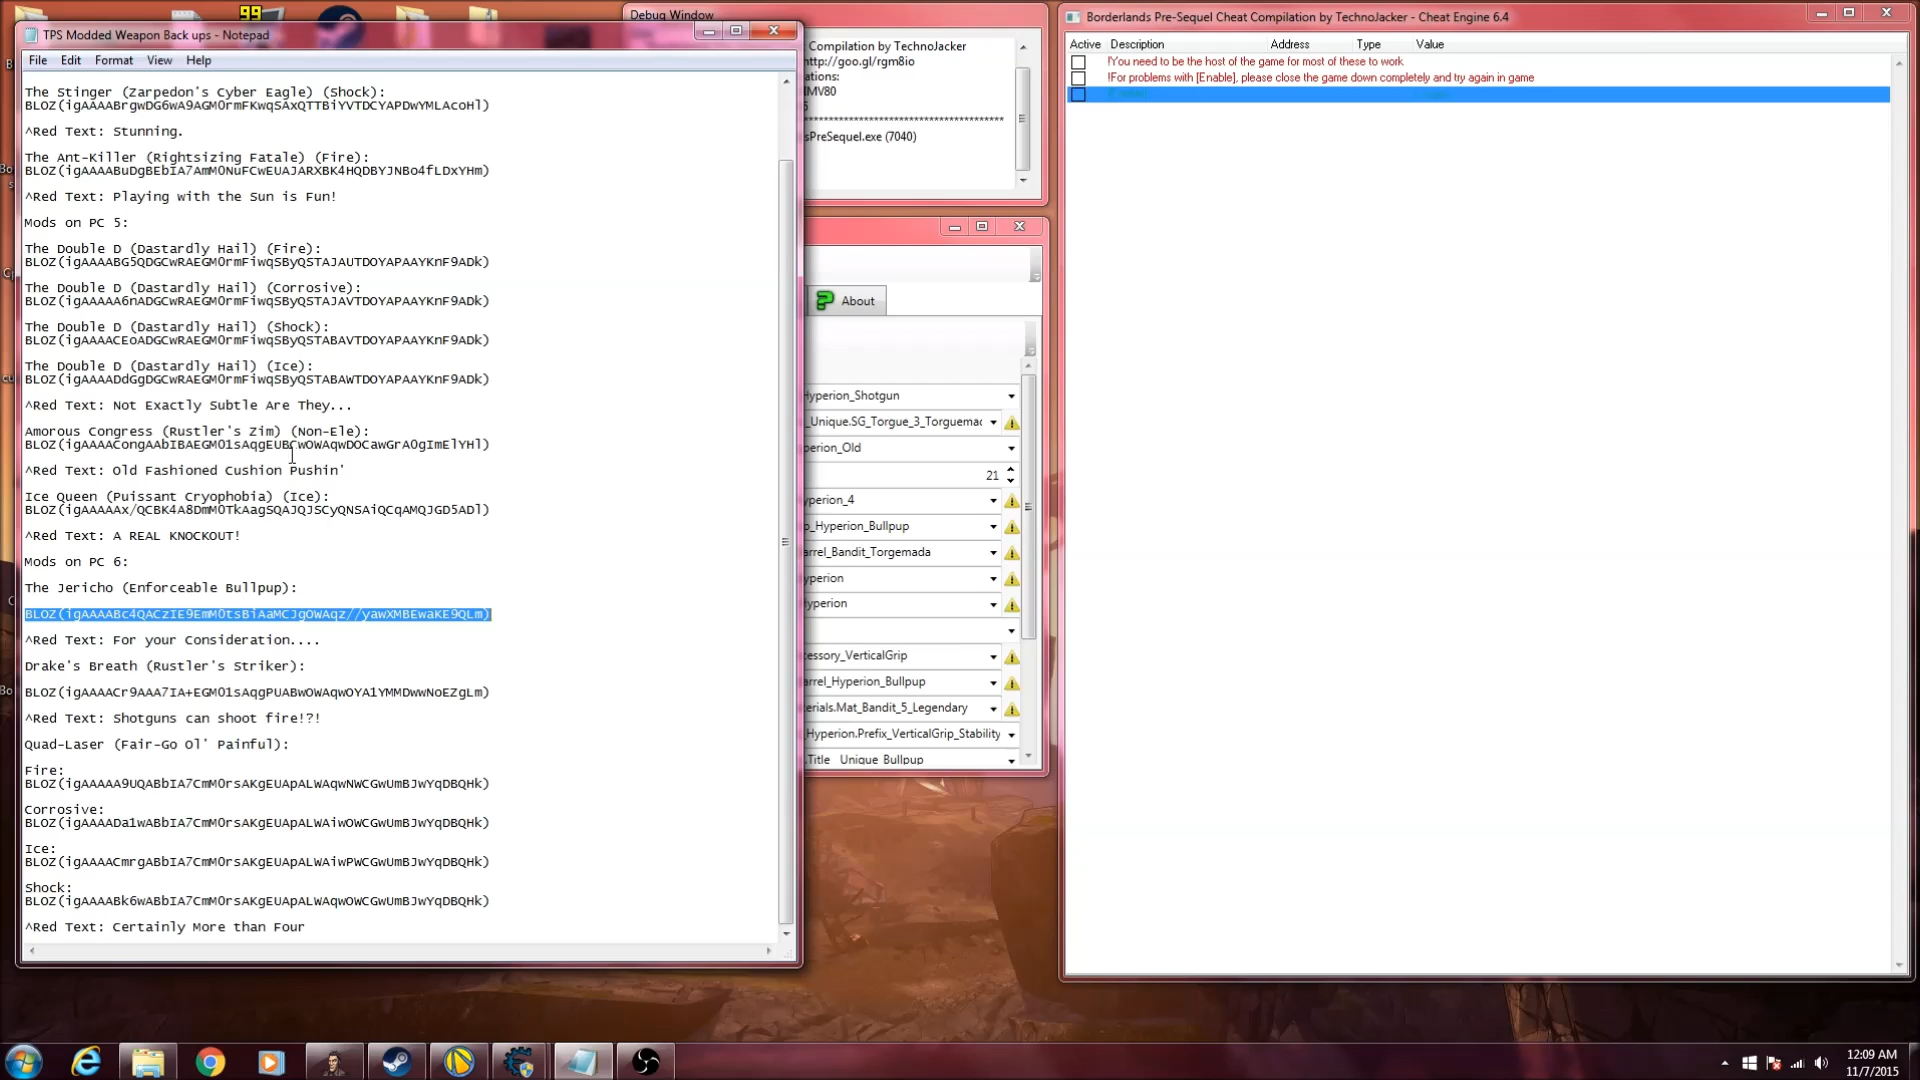 99
TPS Modded Weapon Back ups - Notepad
File Edit Format View Help
The Stinger (Zarpedon's Cyber Eagle) (Shock):
BLOZ(igAAAABrgwDG6wA9AGM0rmFKwqSAxQTTBiYVTDCYAPDwYMLAcoHl)
^Red Text: Stunning.
The Ant-Killer (Rightsizing Fatale) (Fire):
BLOZ(igAAAABuDgBEbIA7AmM0NuFCwEUAJARXBK4HQDBYJNBo4fLDxYHm)
^Red Text: Playing with the Sun is Fun!
Mods on PC 5:
The Double D (Dastardly Hail) (Fire):
BLOZ(igAAAABG5QDGCwRAEGM0rmFiwqSByQSTAJAUTDOYAPAAYKnF9ADk)
The Double D (Dastardly Hail) (Corrosive):
BLOZ(igAAAAA6nADGCwRAEGM0rmFiwqSByQSTAJAVTDOYAPAAYKnF9ADk)
The Double D (Dastardly Hail) (Shock):
BLOZ(igAAAACEoADGCwRAEGM0rmFiwqSByQSTABAVTDOYAPAAYKnF9ADk)
The Double D (Dastardly Hail) (Ice):
BLOZ(igAAAADdGgDGCwRAEGM0rmFiwqSByQSTABAWTDOYAPAAYKnF9ADk)
^Red Text: Not Exactly Subtle Are They...
Amorous Congress (Rustler's Zim) (Non-Ele):
BLOZ(igAAAACongAAbIBAEGM01sAqgEUBCwOWAqwDOCawGrA0gImElYHl)
^Red Text: Old Fashioned Cushion Pushin'
Ice Queen (Puissant Cryophobia) (Ice):
BLOZ(igAAAAAx/QCBK4A8DmM0TkAagSQAJQJSCyQNSAiQCqAMQJGD5ADl)
^Red Text: A REAL KNOCKOUT!
Mods on PC 6:
The Jericho (Enforceable Bullpup):
BLOZ(igAAAABc4QACzIE9EmM0tsBiAaMCJgOWAqz//yawXMBEwaKE9QLm)
^Red Text: For your Consideration....
Drake's Breath (Rustler's Striker):
BLOZ(igAAAACr9AAA7IA+EGM01sAqgPUABwOWAqwOYA1YMMDwwNoEZgLm)
^Red Text: Shotguns can shoot fire!?!
Quad-Laser (Fair-Go Ol' Painful):
Fire:
BLOZ(igAAAAA9UQABbIA7CmM0rsAKgEUApALWAqwNWCGwUmBJwYqDBQHk)
Corrosive:
BLOZ(igAAAADa1wABbIA7CmM0rsAKgEUApALWAiwOWCGwUmBJwYqDBQHk)
Ice:
BLOZ(igAAAACmrgABbIA7CmM0rsAKgEUApALWAiwPWCGwUmBJwYqDBQHk)
Shock:
BLOZ(igAAAABk6wABbIA7CmM0rsAKgEUApALWAqwOWCGwUmBJwYqDBQHk)
^Red Text: Certainly More than Four
Debug Window
Compilation by TechnoJacker
http://goo.gl/rgm8io
ations:
MV80
*****************************************
sPreSequel.exe (7040)
About
Hyperion_Shotgun
_Unique.SG_Torgue_3_Torguemac
perion_Old
21
yperion_4
o_Hyperion_Bullpup
arrel_Bandit_Torgemada
yperion
yperion
cessory_VerticalGrip
arrel_Hyperion_Bullpup
terials.Mat_Bandit_5_Legendary
_Hyperion.Prefix_VerticalGrip_Stability
Title_Unique_Bullpup
Borderlands Pre-Sequel Cheat Compilation by TechnoJacker - Cheat Engine 6.4
Active Description Address Type Value
!You need to be the host of the game for most of these to work.
!For problems with [Enable], please close the game down completely and try again in game
12:09 AM
11/7/2015